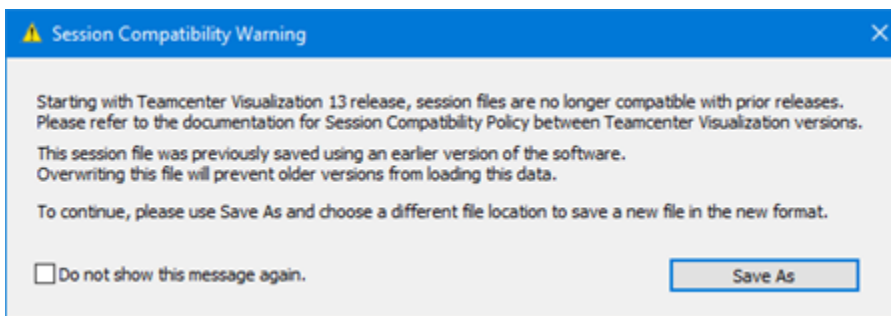 Session Compatibility Warning
Starting with Teamcenter Visualization 13 release, session files are no longer compatible with prior releases.
Please refer to the documentation for Session Compatibility Policy between Teamcenter Visualization versions.
This session file was previously saved using an earlier version of the software.
Overwriting this file will prevent older versions from loading this data.
To continue, please use Save As and choose a different file location to save a new file in the new format.
Do not show this message again.
Save As